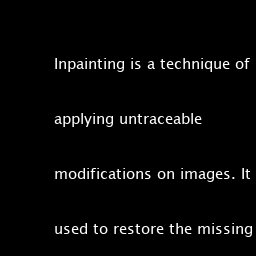 Inpainting is a technique of
applying untraceable
modifications on images. It
used to restore the missing